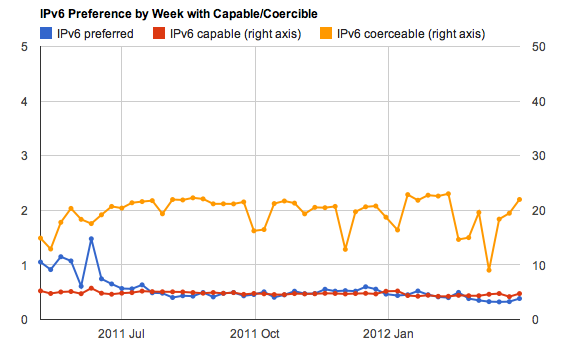 IPv6 Preference by Week with Capable/Coercible
IPv6 preferred IPv6 capable (right axis) IPv6 coerceable (right axis)
5 50
4 40
3 30
2 20
1 10
0 0
2011 Jul 2011 Oct 2012 Jan